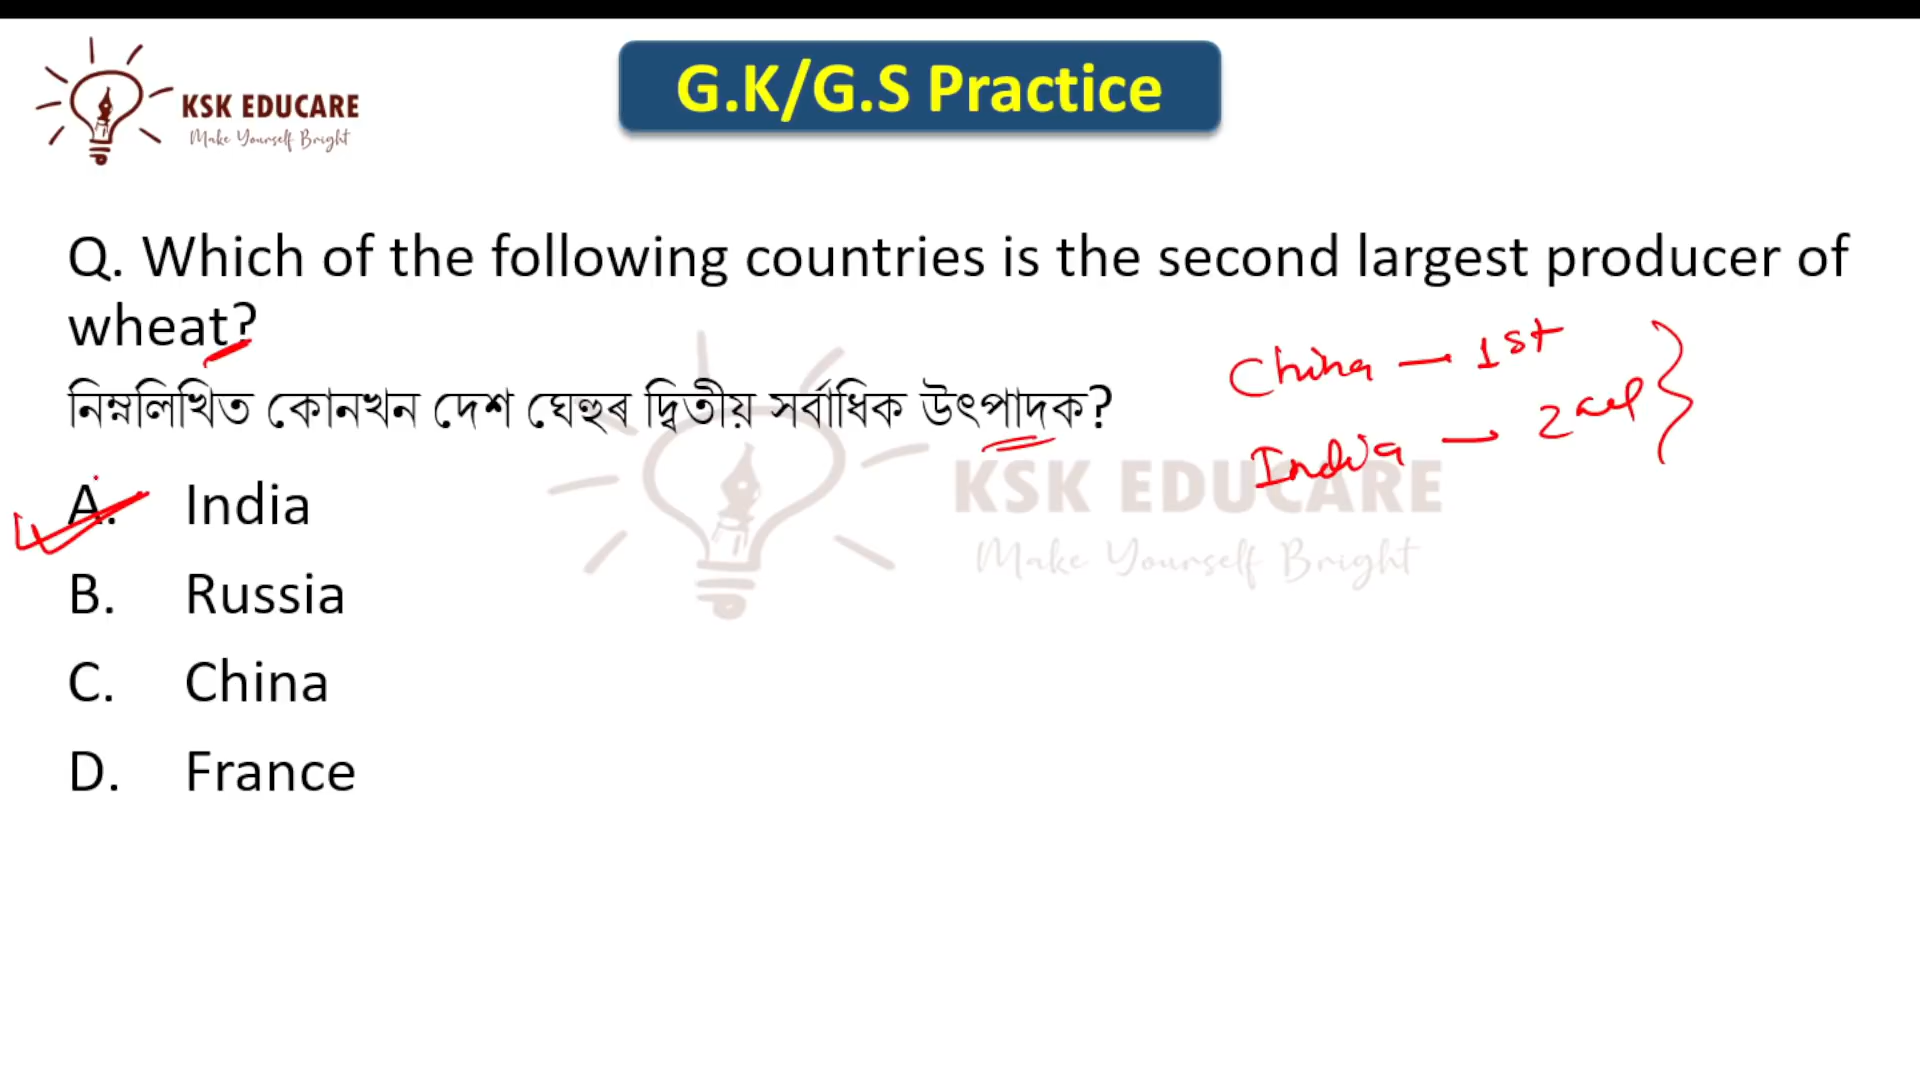 KSK EDUCARE
Make Yourself Bright
G.K/G.S Practice
Q. Which of the following countries is the second largest producer of
wheat?
নিম্নলিখিত কোনখন দেশ ঘেহুৰ দ্বিতীয় সৰ্বাধিক উৎপাদক?
China — 1st
India — 2nd
A. India
B. Russia
C. China
D. France
KSK EDUCARE
Make Yourself Bright